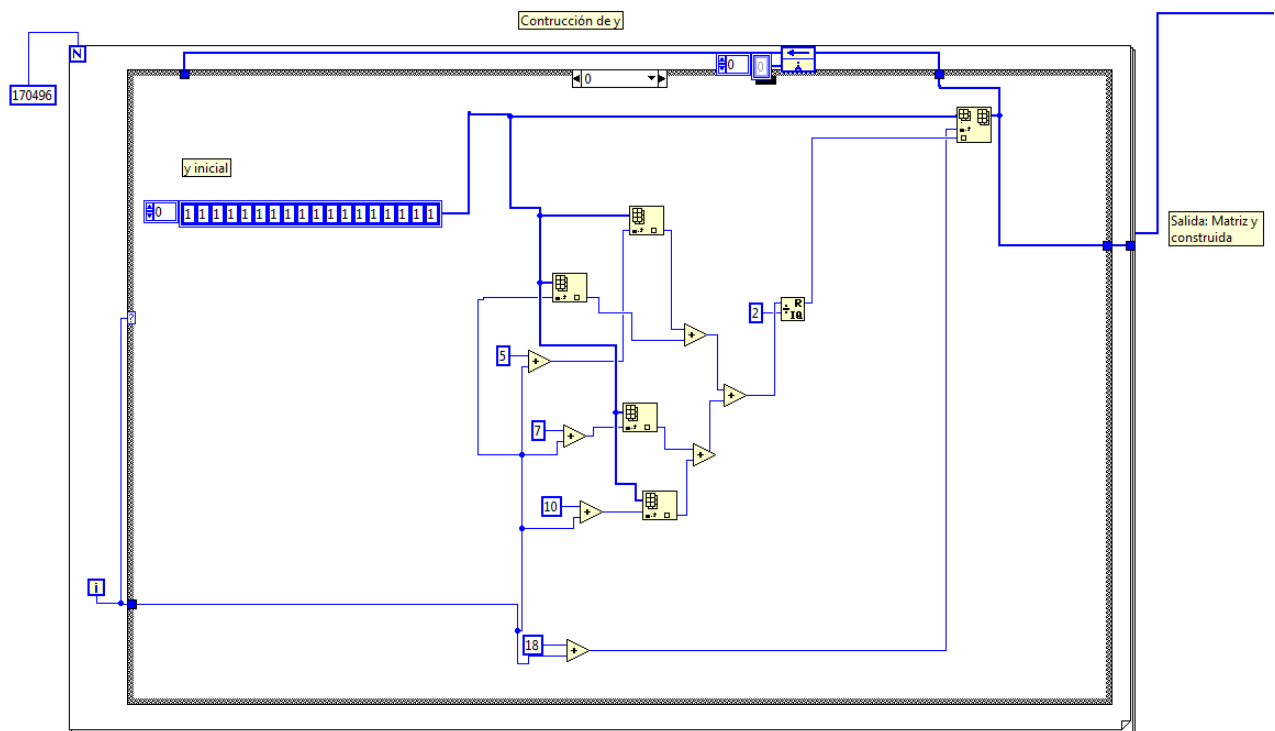 Contrucción de y
N
0
0
0
170496
y inicial
0
1 1 1 1 1 1 1 1 1 1 1 1 1 1 1 1 1 1
Salida: Matriz y
construida
?
R
IQ
2
+
5
+
+
7
+
+
10
+
i
18
+